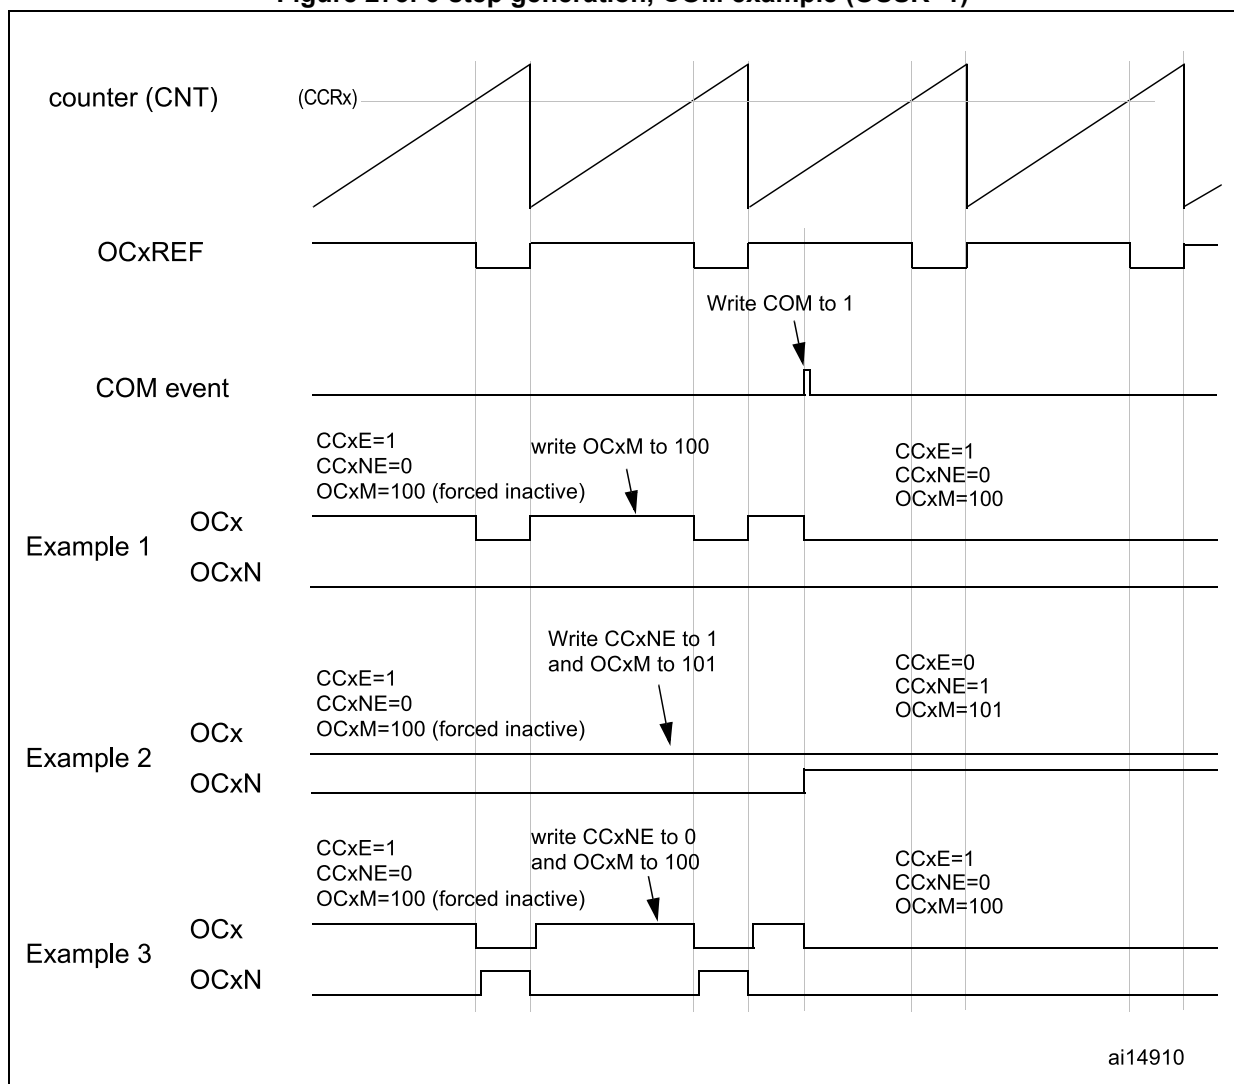 counter (CNT)
(CCRx)
OCxREF
Write COM to 1
COM event
CCxE=1
CCxNE=0
OCxM=100 (forced inactive)
write OCxM to 100
CCxE=1
CCxNE=0
OCxM=100
Example 1
OCx
OCxN
Write CCxNE to 1
and OCxM to 101
CCxE=1
CCxNE=0
OCxM=100 (forced inactive)
CCxE=0
CCxNE=1
OCxM=101
Example 2
OCx
OCxN
write CCxNE to 0
and OCxM to 100
CCxE=1
CCxNE=0
OCxM=100 (forced inactive)
CCxE=1
CCxNE=0
OCxM=100
Example 3
OCx
OCxN
ai14910